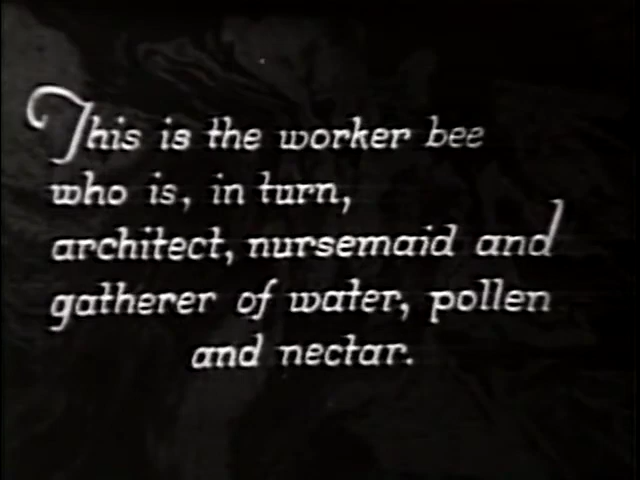 This is the worker bee
who is, in turn,
architect, nursemaid and
gatherer of water, pollen
and nectar.